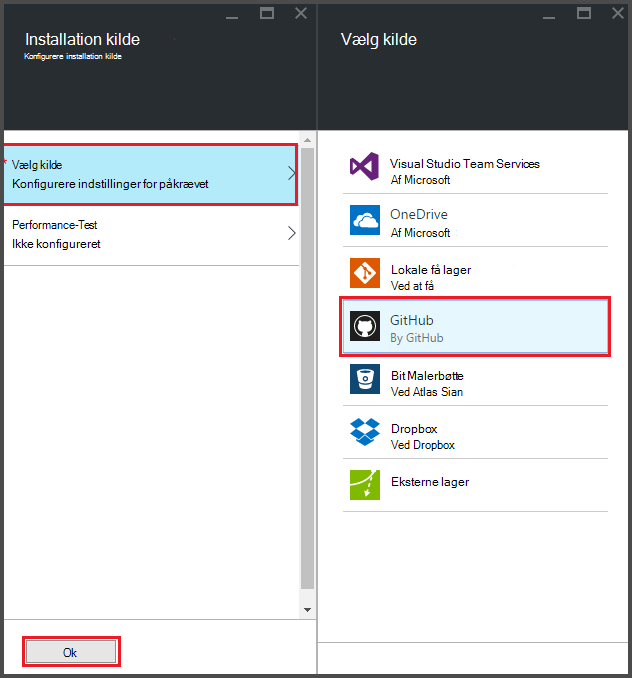 Installation kilde
Konfigurere installation kilde
* Vælg kilde
Konfigurere indstillinger for påkrævet
Performance-Test
Ikke konfigureret
Ok
Vælg kilde
Visual Studio Team Services
Af Microsoft
OneDrive
Af Microsoft
Lokale få lager
Ved at få
GitHub
By GitHub
Bit Malerbøtte
Ved Atlas Sian
Dropbox
Ved Dropbox
Eksterne lager